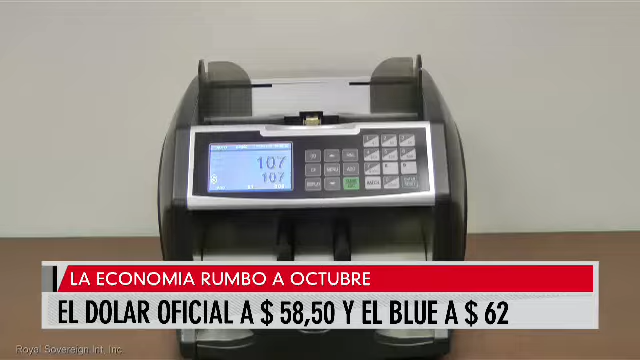 107
107
LA ECONOMIA RUMBO A OCTUBRE
EL DOLAR OFICIAL A $ 58,50 Y EL BLUE A $ 62
Royal Sovereign Int, Inc.